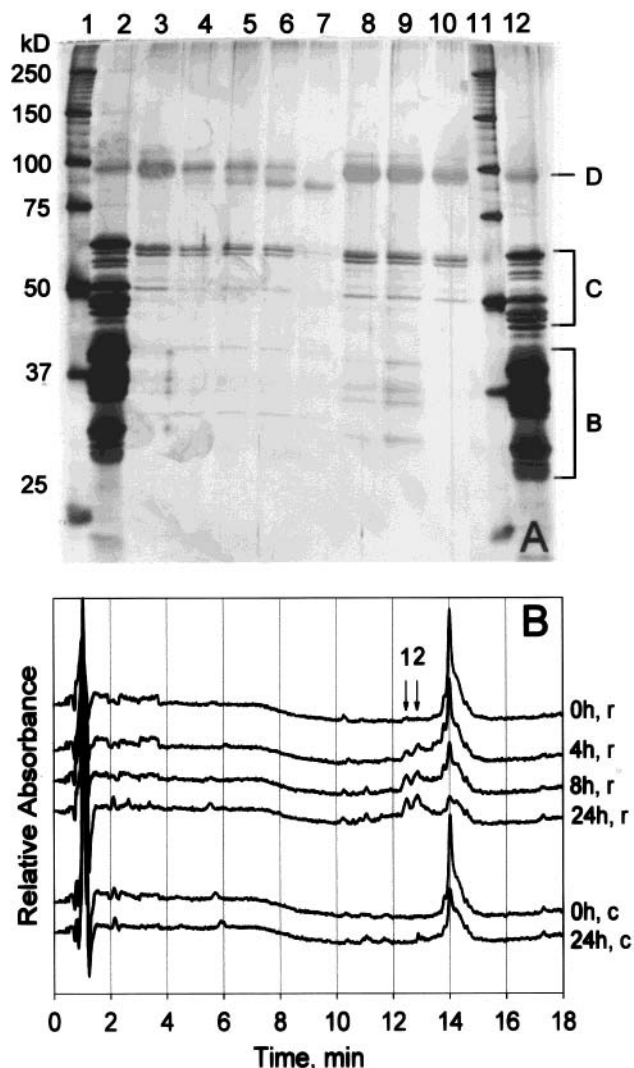 kD 1 2 3 4 5 6 7 8 9 10 11 12
250
150
100
D
75
C
50
37
B
25
A
B
12
0h, r
4h, r
8h, r
24h, r
0h, c
24h, c
Relative Absorbance
0 2 4 6 8 10 12 14 16 18
Time, min